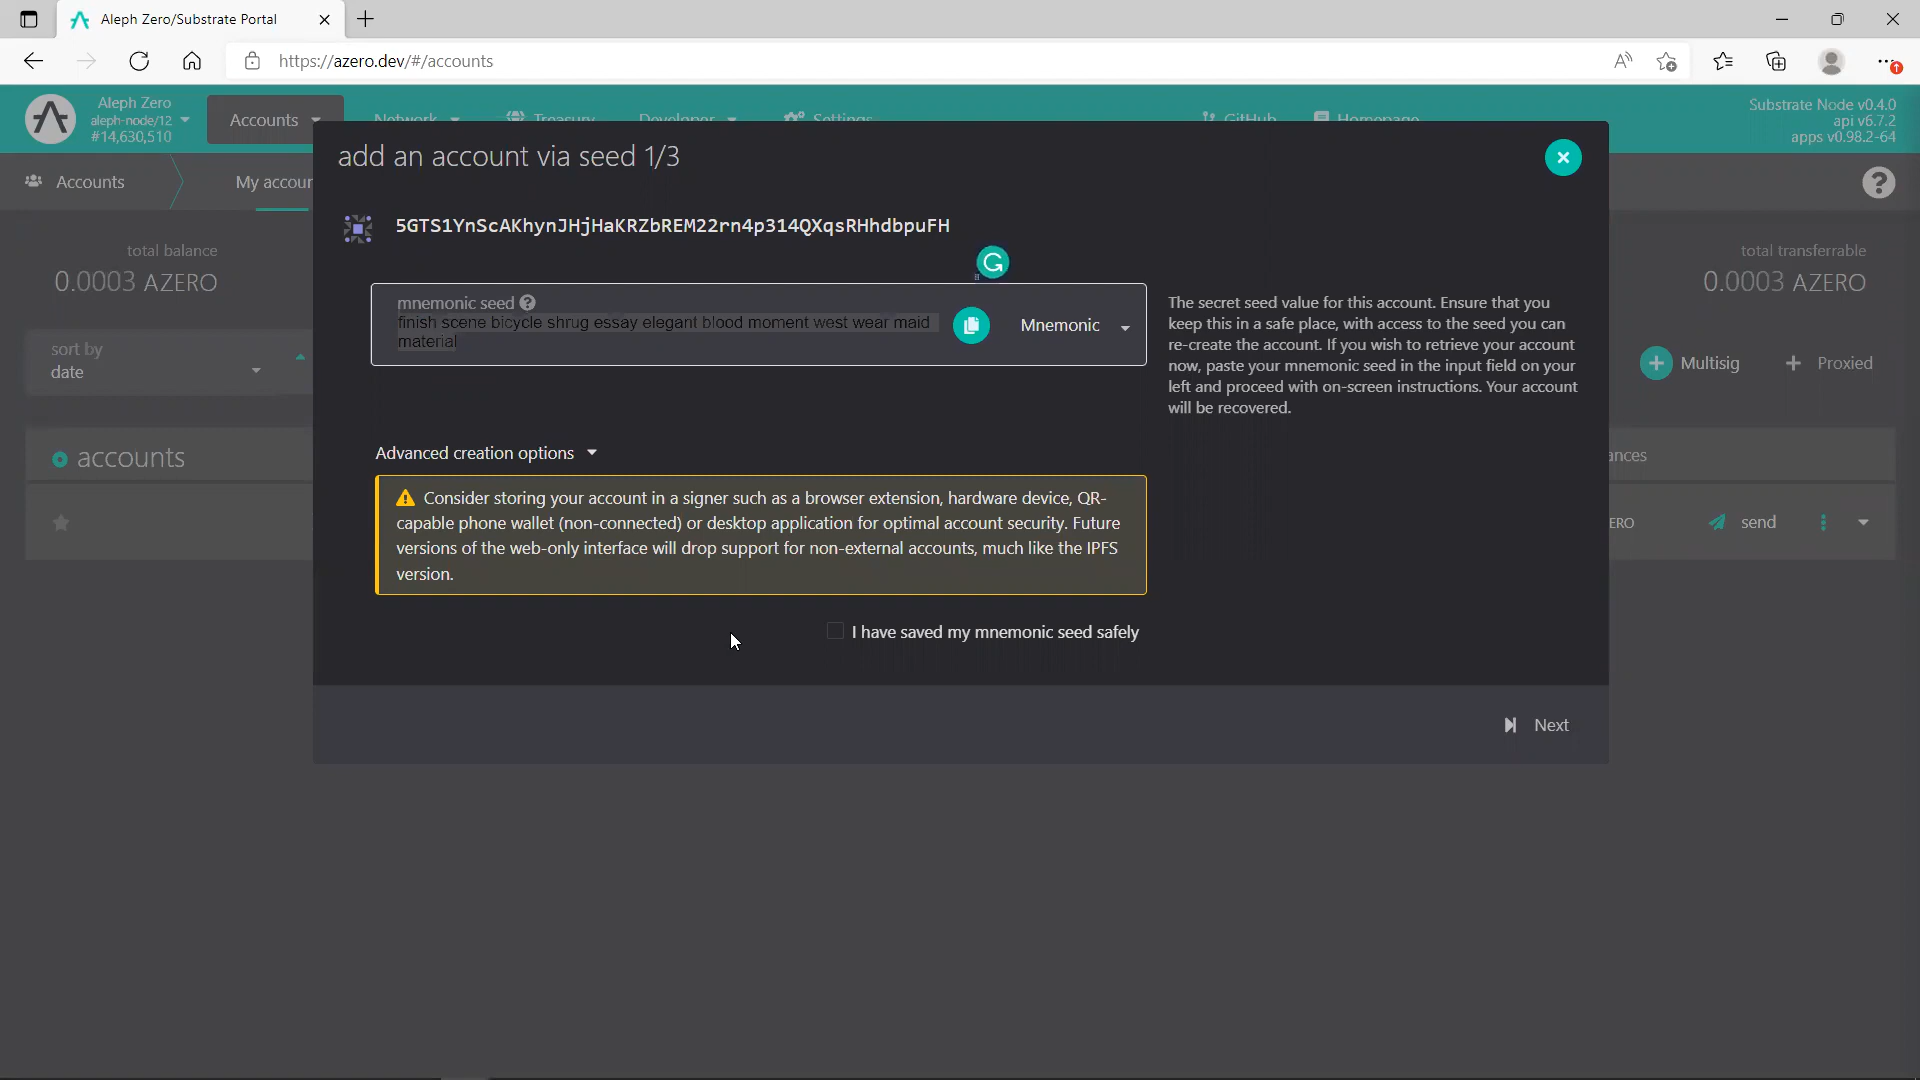 Aleph Zero/Substrate Portal
https://azero.dev/#/accounts
Aleph Zero
aleph-node/12
#14,630,510
Accounts
Network
Treasury
Developer
Settings
GitHub
Homepage
Substrate Node v0.4.0
api v6.7.2
apps v0.98.2-64
Accounts
My accoun
add an account via seed 1/3
5GTS1YnScAKhynJHjHaKRZbREM22rn4p314QXqsRHhdbpuFH
total balance
0.0003 AZERO
total transferrable
0.0003 AZERO
mnemonic seed
finish scene bicycle shrug essay elegant blood moment west wear maid
material
Mnemonic
The secret seed value for this account. Ensure that you
keep this in a safe place, with access to the seed you can
re-create the account. If you wish to retrieve your account
now, paste your mnemonic seed in the input field on your
left and proceed with on-screen instructions. Your account
will be recovered.
sort by
date
Multisig
Proxied
Advanced creation options
accounts
ances
Consider storing your account in a signer such as a browser extension, hardware device, QR-
capable phone wallet (non-connected) or desktop application for optimal account security. Future
versions of the web-only interface will drop support for non-external accounts, much like the IPFS
version.
ERO
send
I have saved my mnemonic seed safely
Next